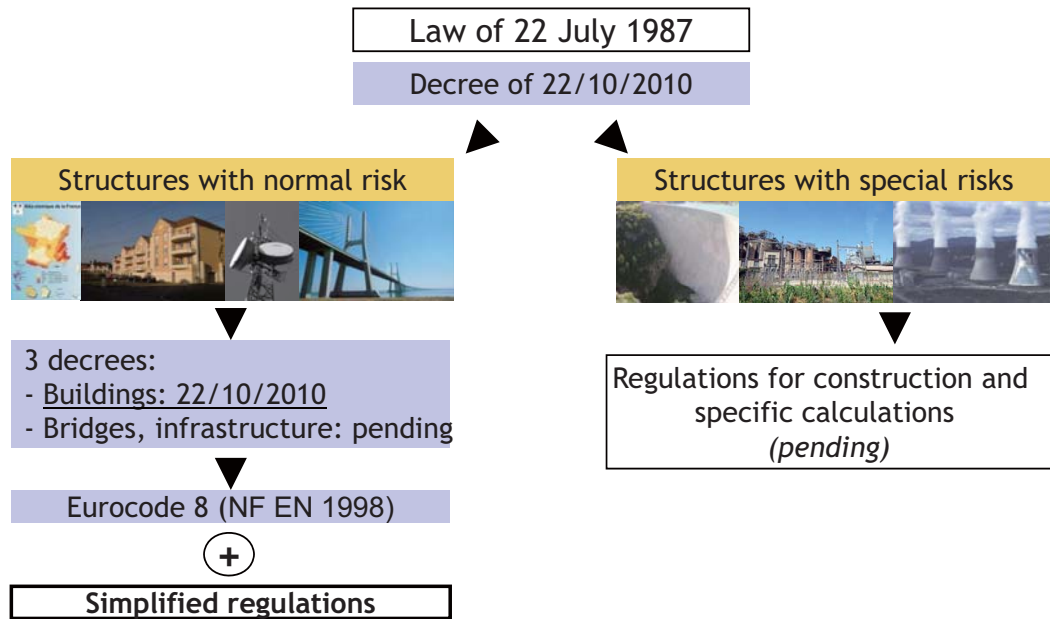 Law of 22 July 1987
Decree of 22/10/2010
Structures with normal risk
Structures with special risks
3 decrees:
- Buildings: 22/10/2010
- Bridges, infrastructure: pending
Regulations for construction and
specific calculations
(pending)
Eurocode 8 (NF EN 1998)
+
Simplified regulations